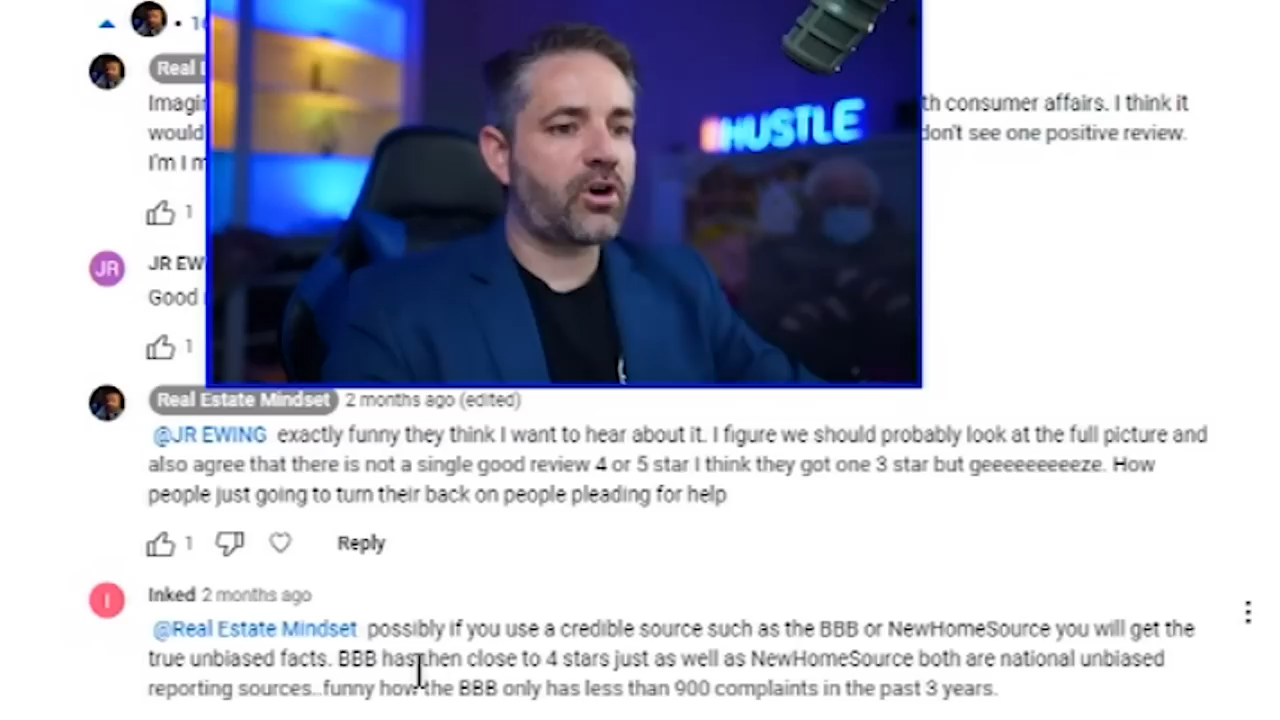 • 1
Real
Imagi th consumer affairs. I think it
would don't see one positive review.
I'm I m
HUSTLE
1
JR
JR EW
Good
1
Real Estate Mindset 2 months ago (edited)
@JR EWING exactly funny they think I want to hear about it. I figure we should probably look at the full picture and
also agree that there is not a single good review 4 or 5 star I think they got one 3 star but geeeeeeeeeze. How
people just going to turn their back on people pleading for help
1 Reply
I
Inked 2 months ago
@Real Estate Mindset possibly if you use a credible source such as the BBB or NewHomeSource you will get the
true unbiased facts. BBB has then close to 4 stars just as well as NewHomeSource both are national unbiased
reporting sources..funny how the BBB only has less than 900 complaints in the past 3 years.